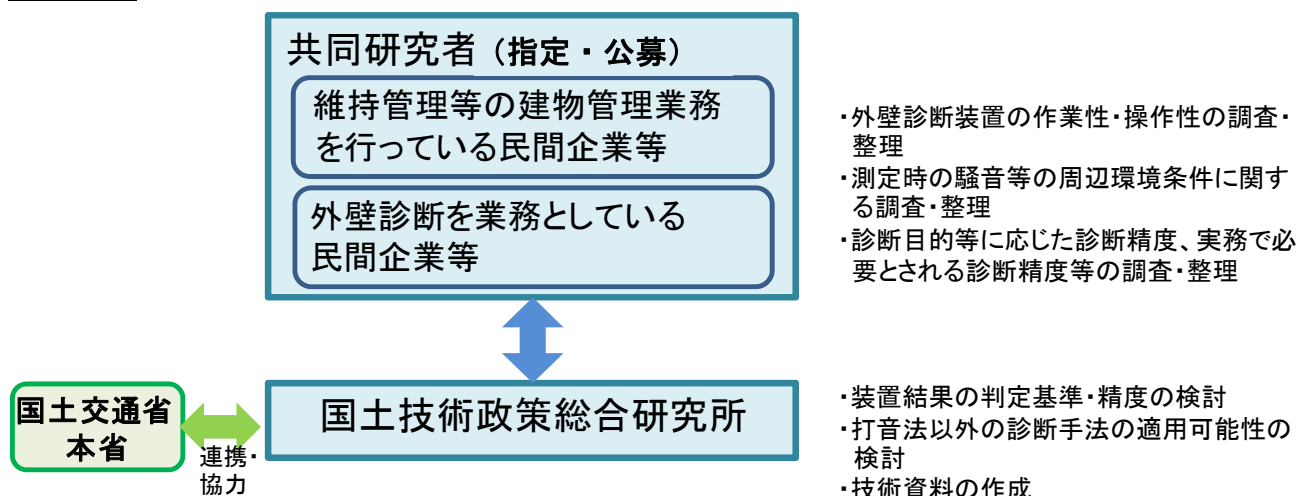 共同研究者（指定・公募）
維持管理等の建物管理業務
を行っている民間企業等
外壁診断を業務としている
民間企業等
・外壁診断装置の作業性・操作性の調査・
整理
・測定時の騒音等の周辺環境条件に関す
る調査・整理
・診断目的等に応じた診断精度、実務で必
要とされる診断精度等の調査・整理
国土交通省
本省
連携・
協力
国土技術政策総合研究所
・装置結果の判定基準・精度の検討
・打音法以外の診断手法の適用可能性の
検討
・技術資料の作成